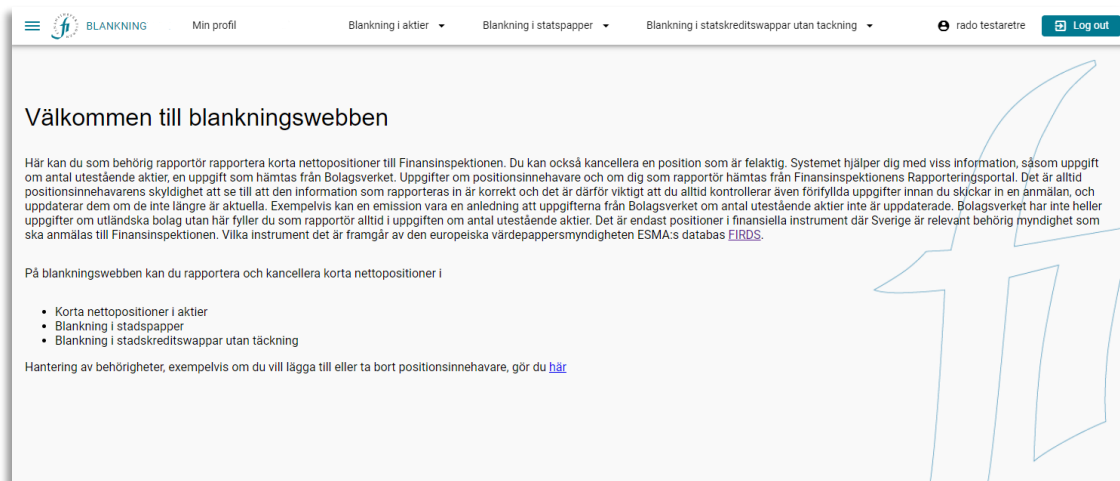 BLANKNING Min profil Blankning i aktier Blankning i statspapper Blankning i statskreditswappar utan tackning rado testaretre Log out
Välkommen till blankningswebben
Här kan du som behörig rapportör rapportera korta nettopositioner till Finansinspektionen. Du kan också kancellera en position som är felaktig. Systemet hjälper dig med viss information, såsom uppgift
om antal utestående aktier, en uppgift som hämtas från Bolagsverket. Uppgifter om positionsinnehavare och om dig som rapportör hämtas från Finansinspektionens Rapporteringsportal. Det är alltid
positionsinnehavarens skyldighet att se till att den information som rapporteras in är korrekt och det är därför viktigt att du alltid kontrollerar även förifyllda uppgifter innan du skickar in en anmälan, och
uppdaterar dem om de inte längre är aktuella. Exempelvis kan en emission vara en anledning att uppgifterna från Bolagsverket om antal utestående aktier inte är uppdaterade. Bolagsverket har inte heller
uppgifter om utländska bolag utan här fyller du som rapportör alltid i uppgiften om antal utestående aktier. Det är endast positioner i finansiella instrument där Sverige är relevant behörig myndighet som
ska anmälas till Finansinspektionen. Vilka instrument det är framgår av den europeiska värdepappersmyndigheten ESMA:s databas FIRDS.
På blankningswebben kan du rapportera och kancellera korta nettopositioner i
• Korta nettopositioner i aktier
• Blankning i stadspapper
• Blankning i stadskreditswappar utan täckning
Hantering av behörigheter, exempelvis om du vill lägga till eller ta bort positionsinnehavare, gör du här